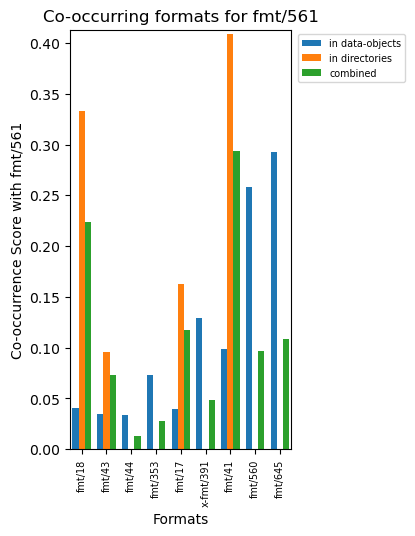 Co-occurring formats for fmt/561
in data-objects
in directories
combined
Co-occurrence Score with fmt/561
0.40
0.35
0.30
0.25
0.20
0.15
0.10
0.05
0.00
fmt/18
fmt/43
fmt/44
fmt/353
fmt/17
x-fmt/391
fmt/41
fmt/560
fmt/645
Formats